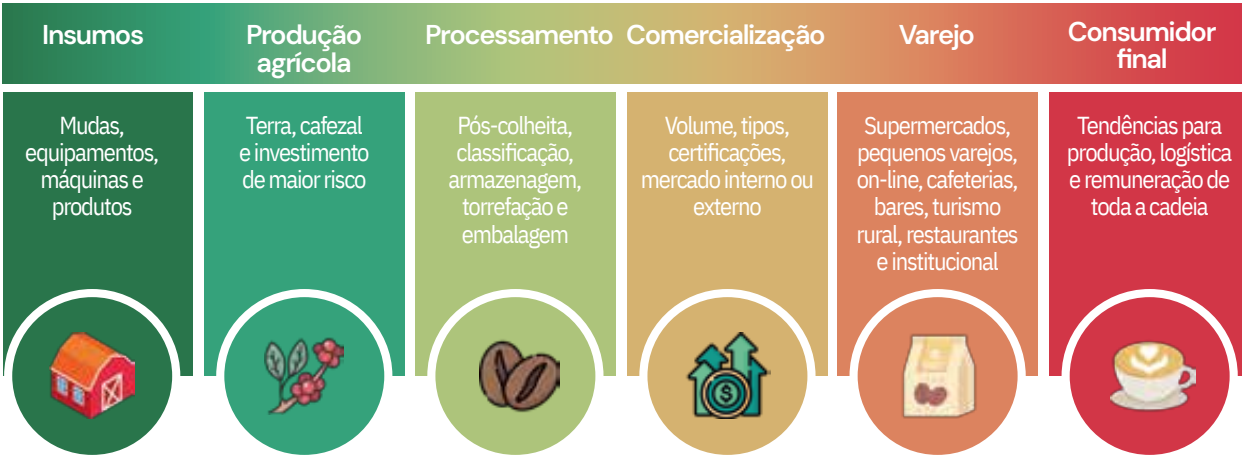 Insumos
Produção
agrícola
Processamento
Comercialização
Varejo
Consumidor
final
Mudas,
equipamentos,
máquinas e
produtos
Terra, cafezal
e investimento
de maior risco
Pós-colheita,
classificação,
armazenagem,
torrefação e
embalagem
Volume, tipos,
certificações,
mercado interno ou
externo
Supermercados,
pequenos varejos,
on-line, cafeterias,
bares, turismo
rural, restaurantes
e institucional
Tendências para
produção, logística
e remuneração de
toda a cadeia